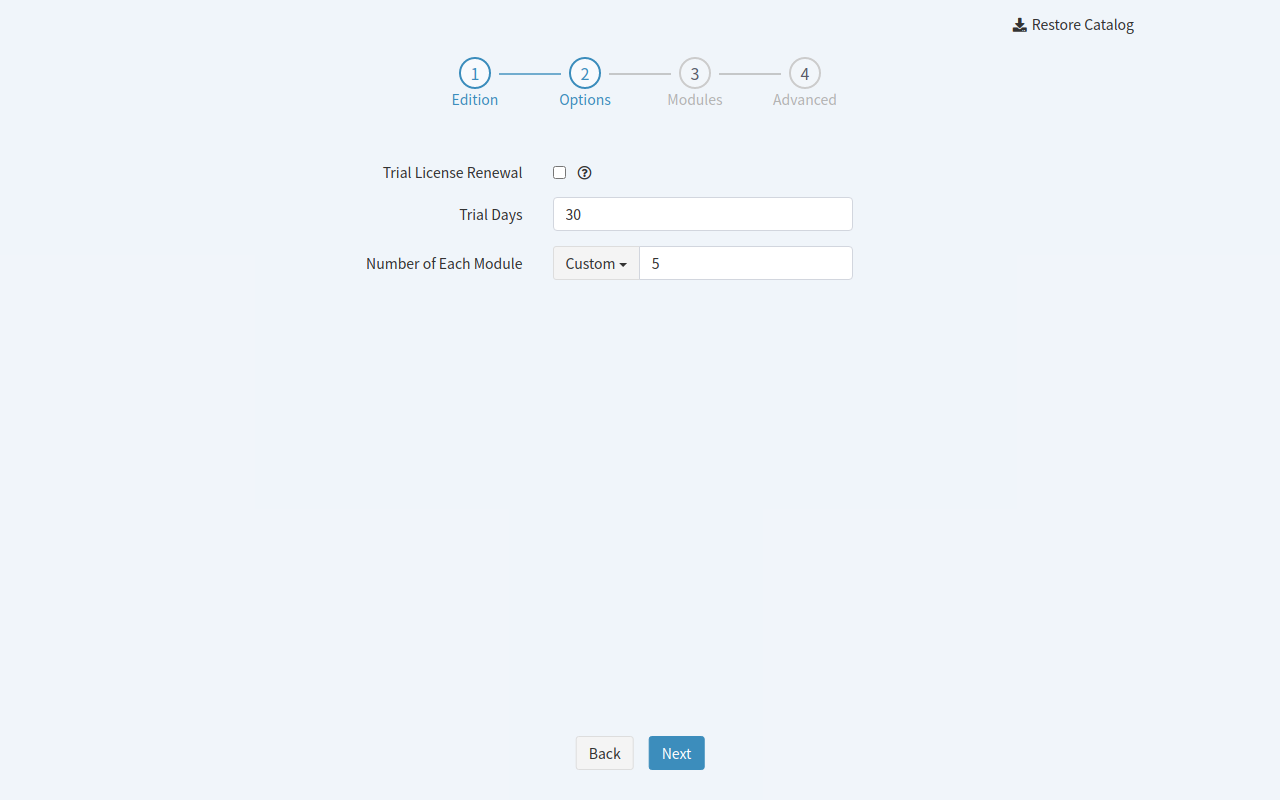 Restore Catalog
1 2 3 4
Edition Options Modules Advanced
Trial License Renewal
Trial Days 30
Number of Each Module Custom 5
Back Next